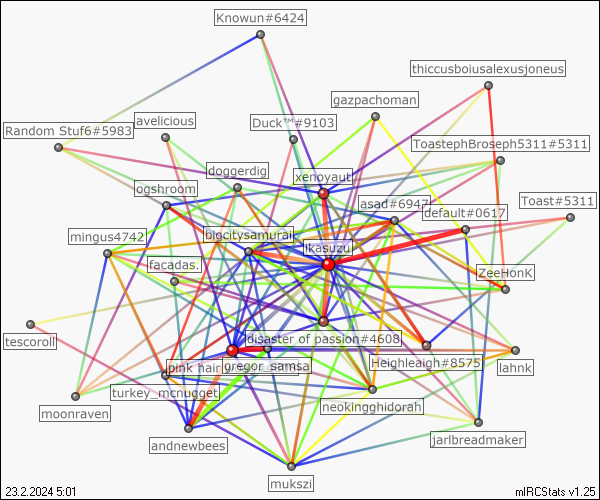 Knowun#6424
thiccusboiusalexusjoneus
gazpachoman
avelicious
Duck™#9103
Random Stuf6#5983
ToastephBroseph5311#5311
doggerdig
xenoyaut
ogshroom
asad#6947
Toast#5311
default#0617
mingus4742
bigcitysamurai
ikasuzu
facadas.
ZeeHonK
tescoroll
disaster of passion#4608
pink hair
gregor_samsa
Heighleigh#8575
lahnk
turkey_mcnugget
moonraven
neokingghidorah
andnewbees
jarlbreadmaker
mukszi
23.2.2024 5:01
mIRCStats v1.25